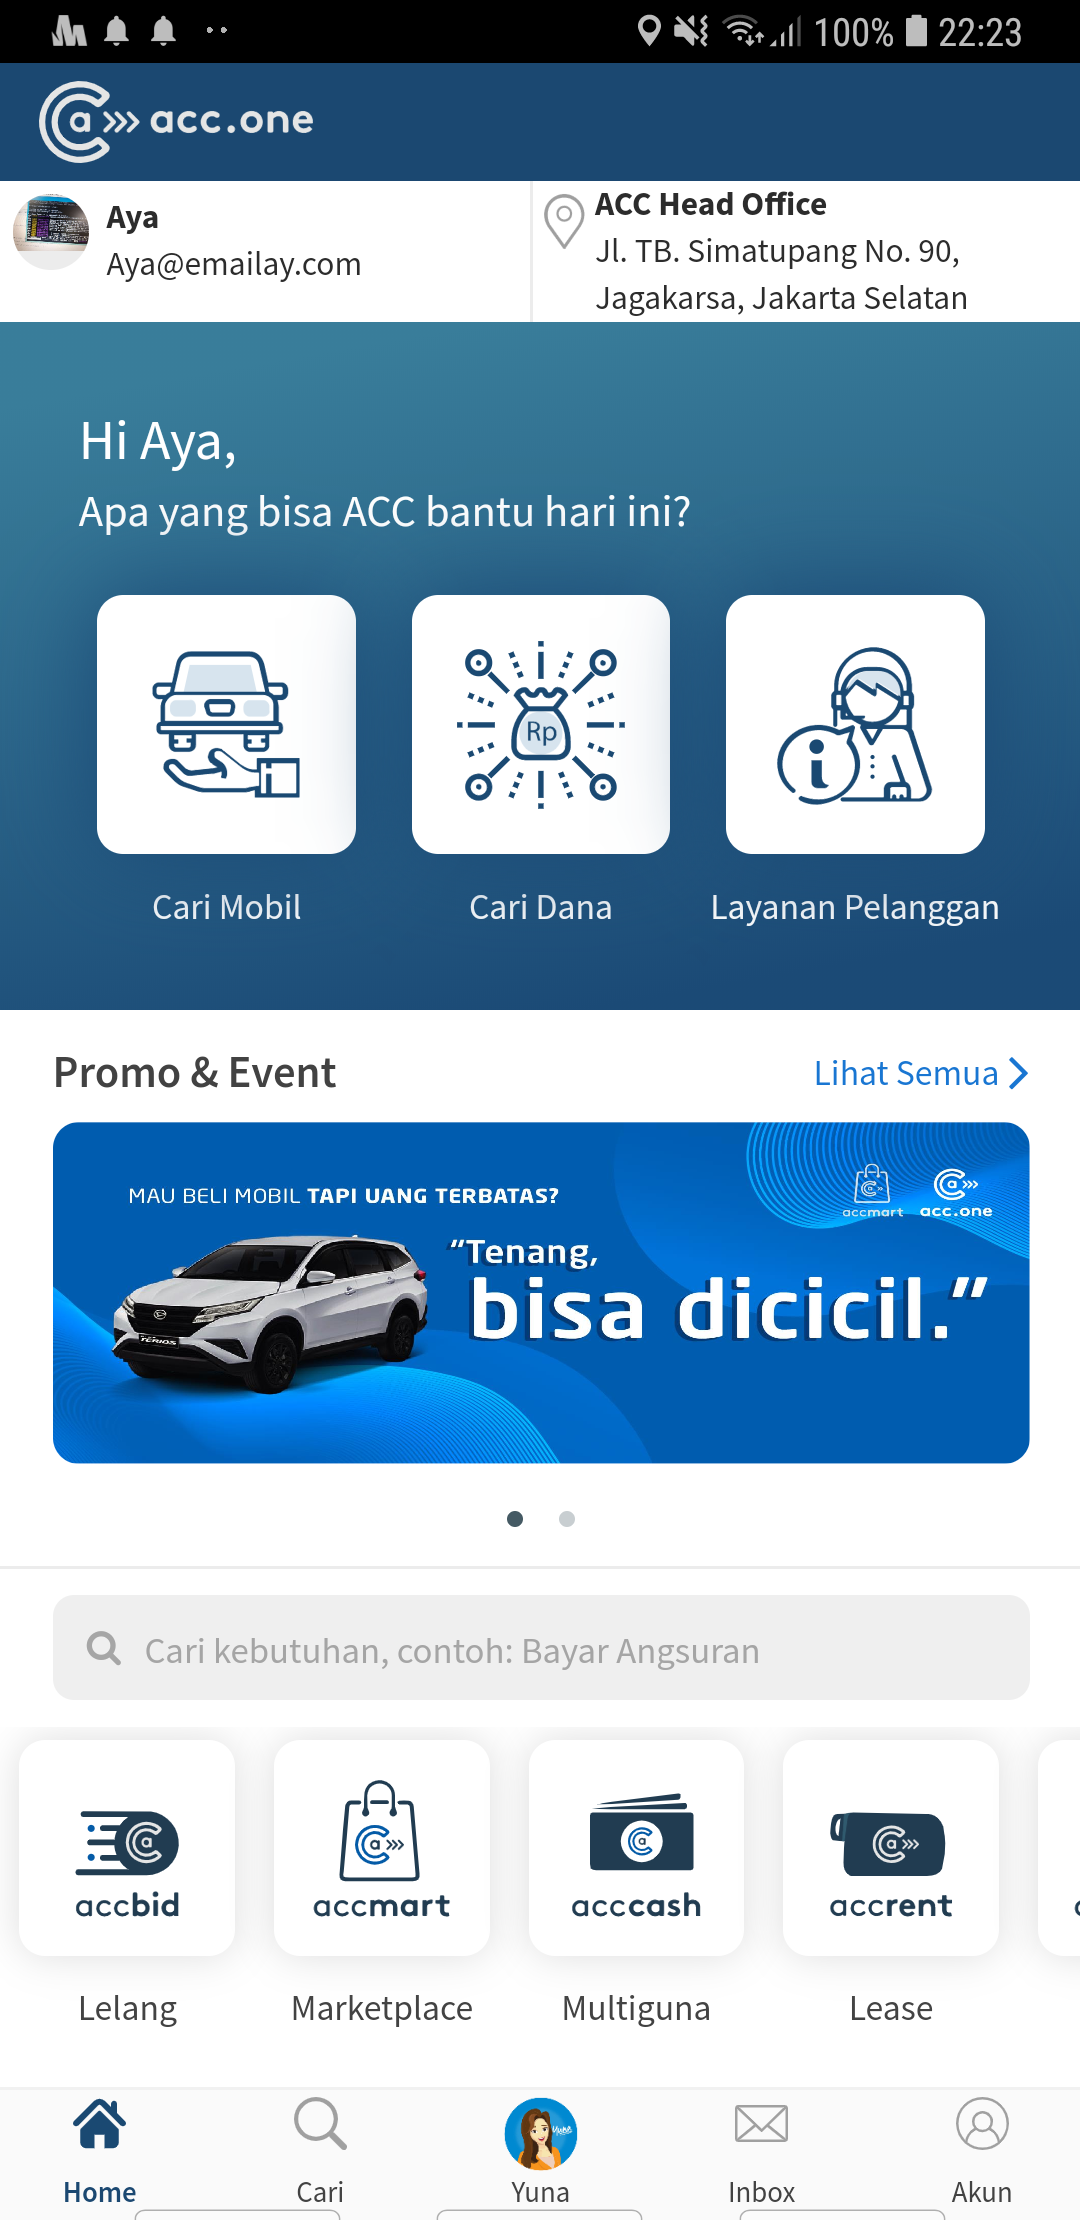 100% 22:23
acc.one
Aya
Aya@emailay.com
ACC Head Office
Jl. TB. Simatupang No. 90,
Jagakarsa, Jakarta Selatan
Hi Aya,
Apa yang bisa ACC bantu hari ini?
Rp
Cari Mobil
Cari Dana
Layanan Pelanggan
Promo & Event
Lihat Semua
MAU BELI MOBIL TAPI UANG TERBATAS?
accmart
acc.one
"Tenang,
bisa dicicil."
TERIOS
Cari kebutuhan, contoh: Bayar Angsuran
accbid
accmart
acccash
accrent
Lelang
Marketplace
Multiguna
Lease
Yuna
Home
Cari
Yuna
Inbox
Akun